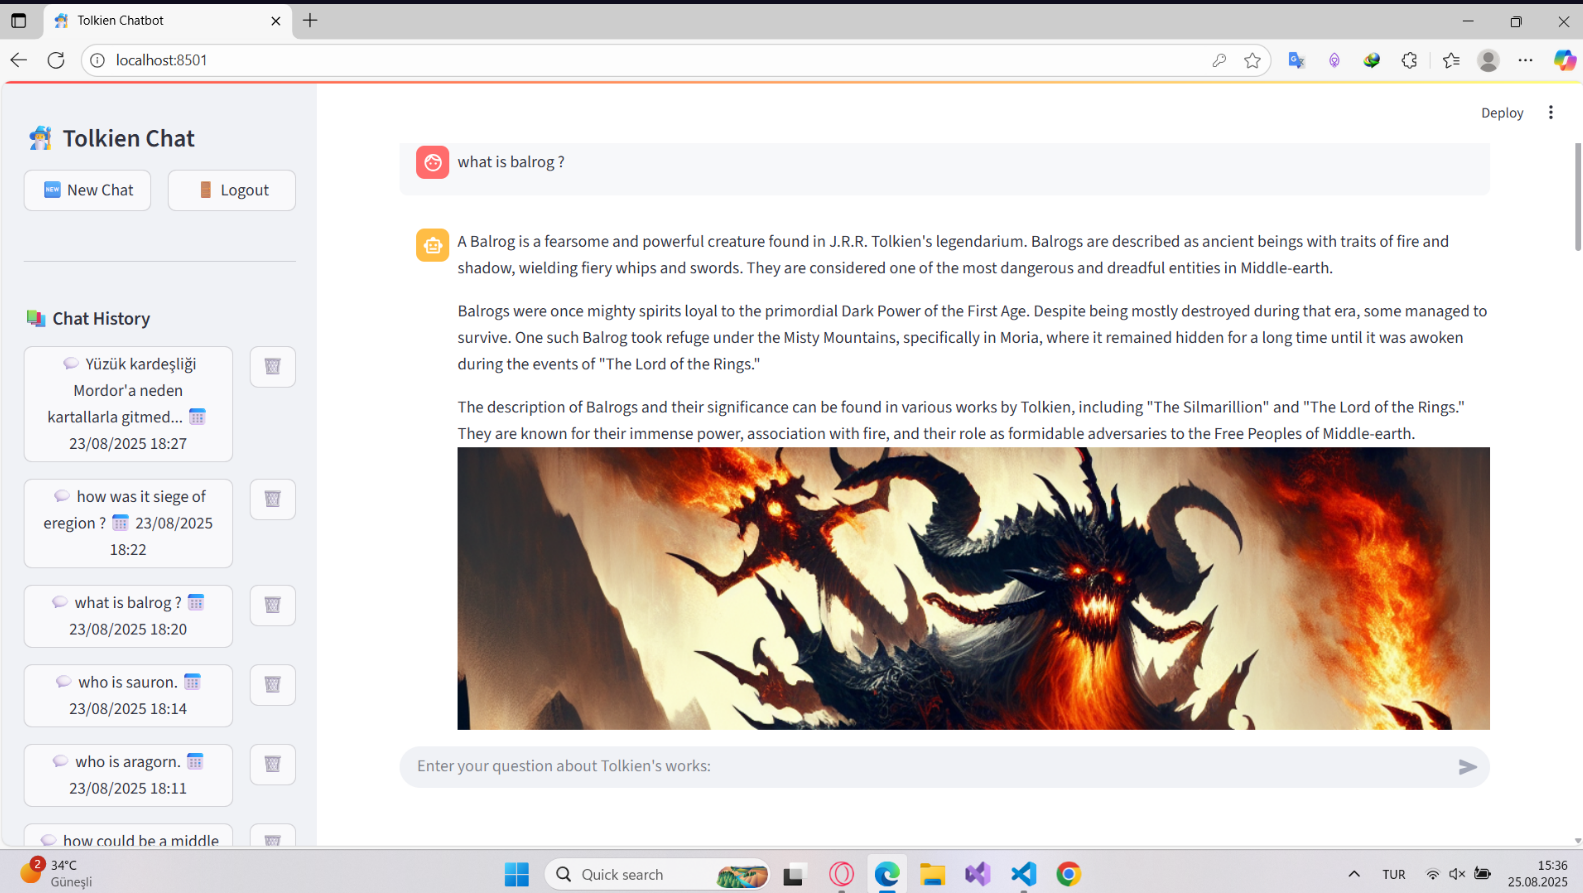 Tolkien Chatbot
localhost:8501
Deploy
Tolkien Chat
NEW New Chat
Logout
Chat History
Yüzük kardeşliği
Mordor'a neden
kartallarla gitmed...
23/08/2025 18:27
how was it siege of
eregion ? 23/08/2025
18:22
what is balrog ?
23/08/2025 18:20
who is sauron.
23/08/2025 18:14
who is aragorn.
23/08/2025 18:11
how could be a middle
what is balrog ?
A Balrog is a fearsome and powerful creature found in J.R.R. Tolkien's legendarium. Balrogs are described as ancient beings with traits of fire and
shadow, wielding fiery whips and swords. They are considered one of the most dangerous and dreadful entities in Middle-earth.
Balrogs were once mighty spirits loyal to the primordial Dark Power of the First Age. Despite being mostly destroyed during that era, some managed to
survive. One such Balrog took refuge under the Misty Mountains, specifically in Moria, where it remained hidden for a long time until it was awoken
during the events of "The Lord of the Rings."
The description of Balrogs and their significance can be found in various works by Tolkien, including "The Silmarillion" and "The Lord of the Rings."
They are known for their immense power, association with fire, and their role as formidable adversaries to the Free Peoples of Middle-earth.
Enter your question about Tolkien's works:
2
34°C
Güneşli
Quick search
TUR
15:36
25.08.2025